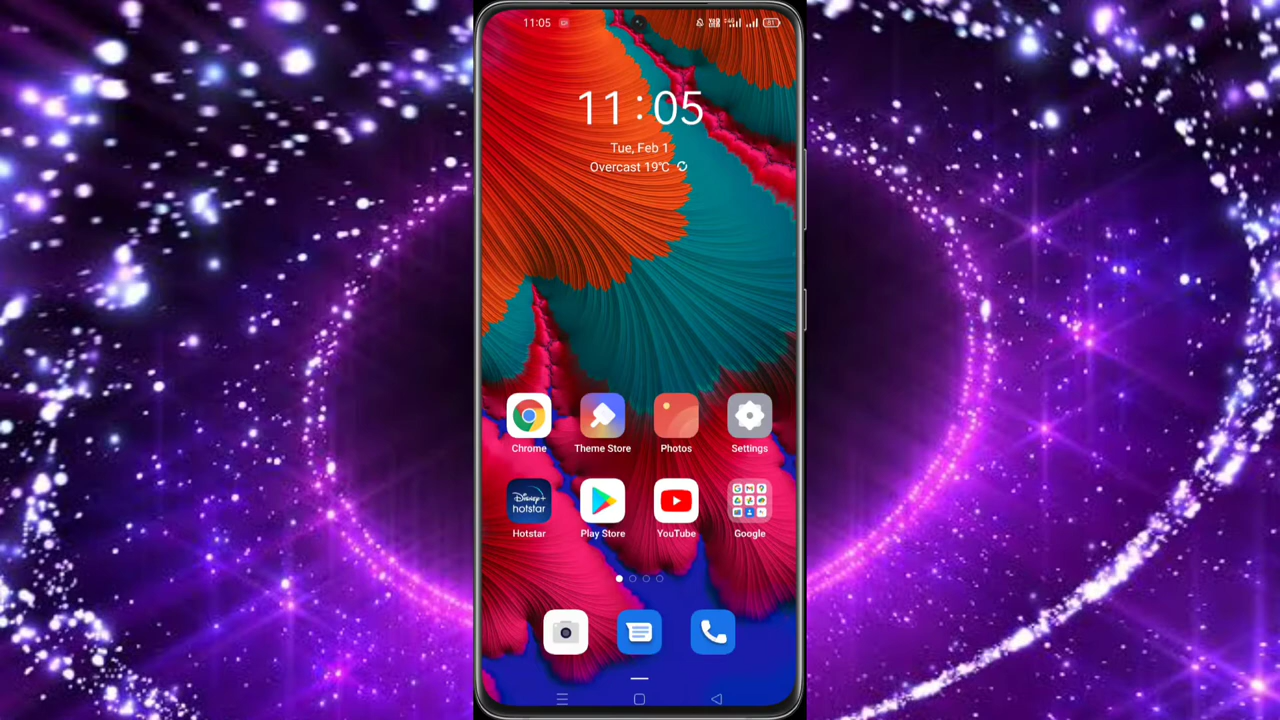 11:05
81
11:05
Tue, Feb 1
Overcast 19℃
Chrome
Theme Store
Photos
Settings
Disney+
hotstar
Hotstar
Play Store
YouTube
Google